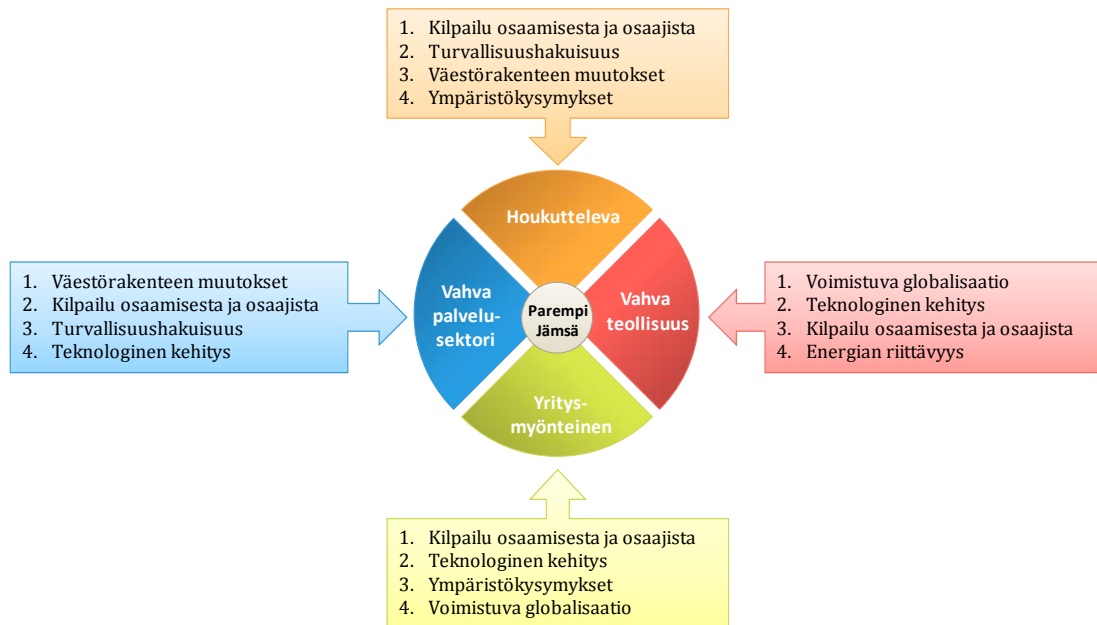 1. Kilpailu osaamisesta ja osaajista
2. Turvallisuushakuisuus
3. Väestörakenteen muutokset
4. Ympäristökysymykset
Houkutteleva
1. Väestörakenteen muutokset
2. Kilpailu osaamisesta ja osaajista
3. Turvallisuushakuisuus
4. Teknologinen kehitys
Vahva
palvelu-
sektori
Parempi
Jämsä
Vahva
teollisuus
1. Voimistuva globalisaatio
2. Teknologinen kehitys
3. Kilpailu osaamisesta ja osaajista
4. Energian riittävyys
Yritys-
myönteinen
1. Kilpailu osaamisesta ja osaajista
2. Teknologinen kehitys
3. Ympäristökysymykset
4. Voimistuva globalisaatio